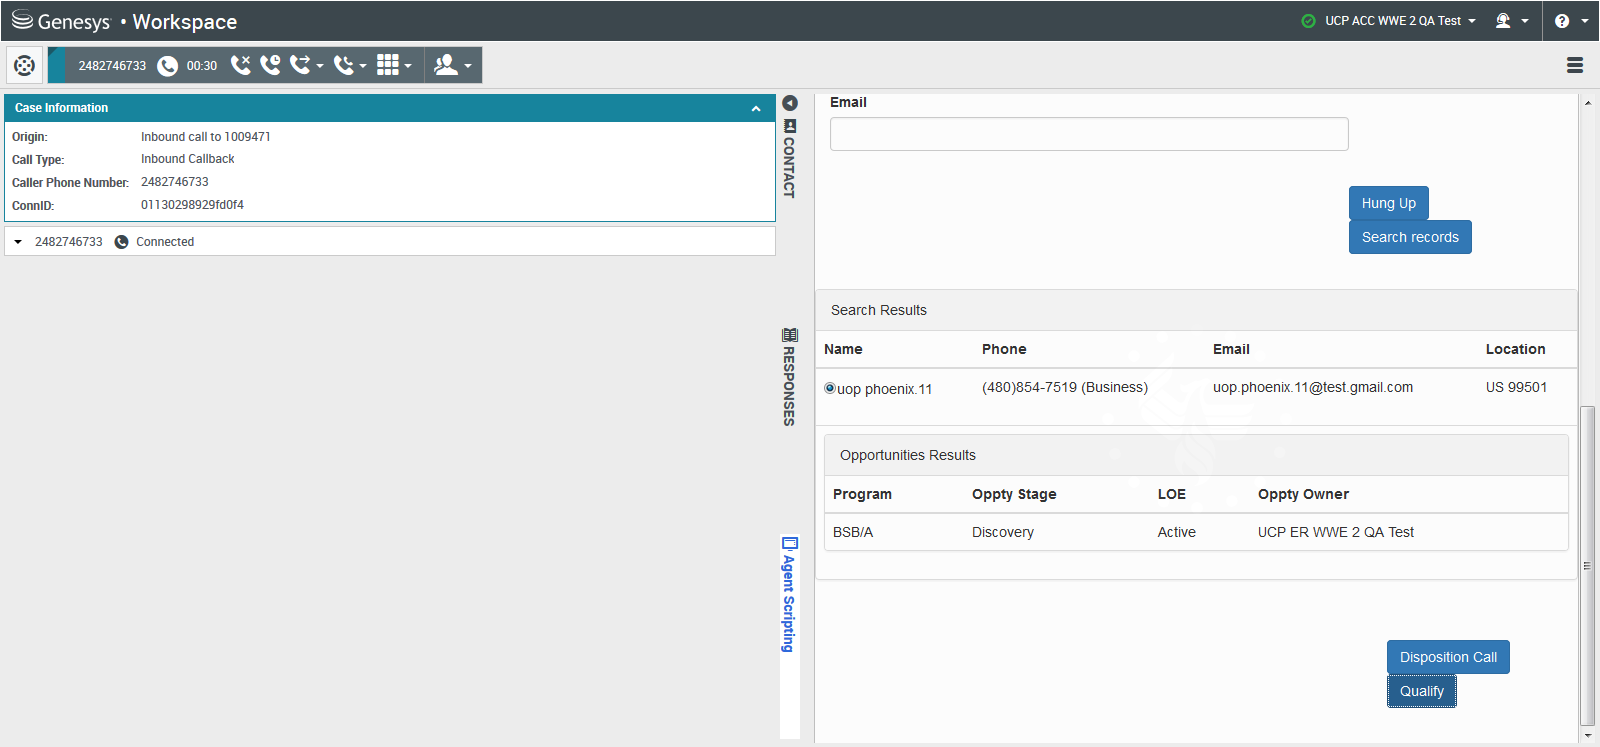 Genesys • Workspace
UCP ACC WWE 2 QA Test
2482746733 00:30
Case Information
Origin: Inbound call to 1009471
Call Type: Inbound Callback
Caller Phone Number: 2482746733
ConnID: 01130298929fd0f4
2482746733 Connected
CONTACT
RESPONSES
Agent Scripting
Email
Hung Up
Search records
Search Results
Name Phone Email Location
uop phoenix.11 (480)854-7519 (Business) uop.phoenix.11@test.gmail.com US 99501
Opportunities Results
Program Oppty Stage LOE Oppty Owner
BSB/A Discovery Active UCP ER WWE 2 QA Test
Disposition Call
Qualify